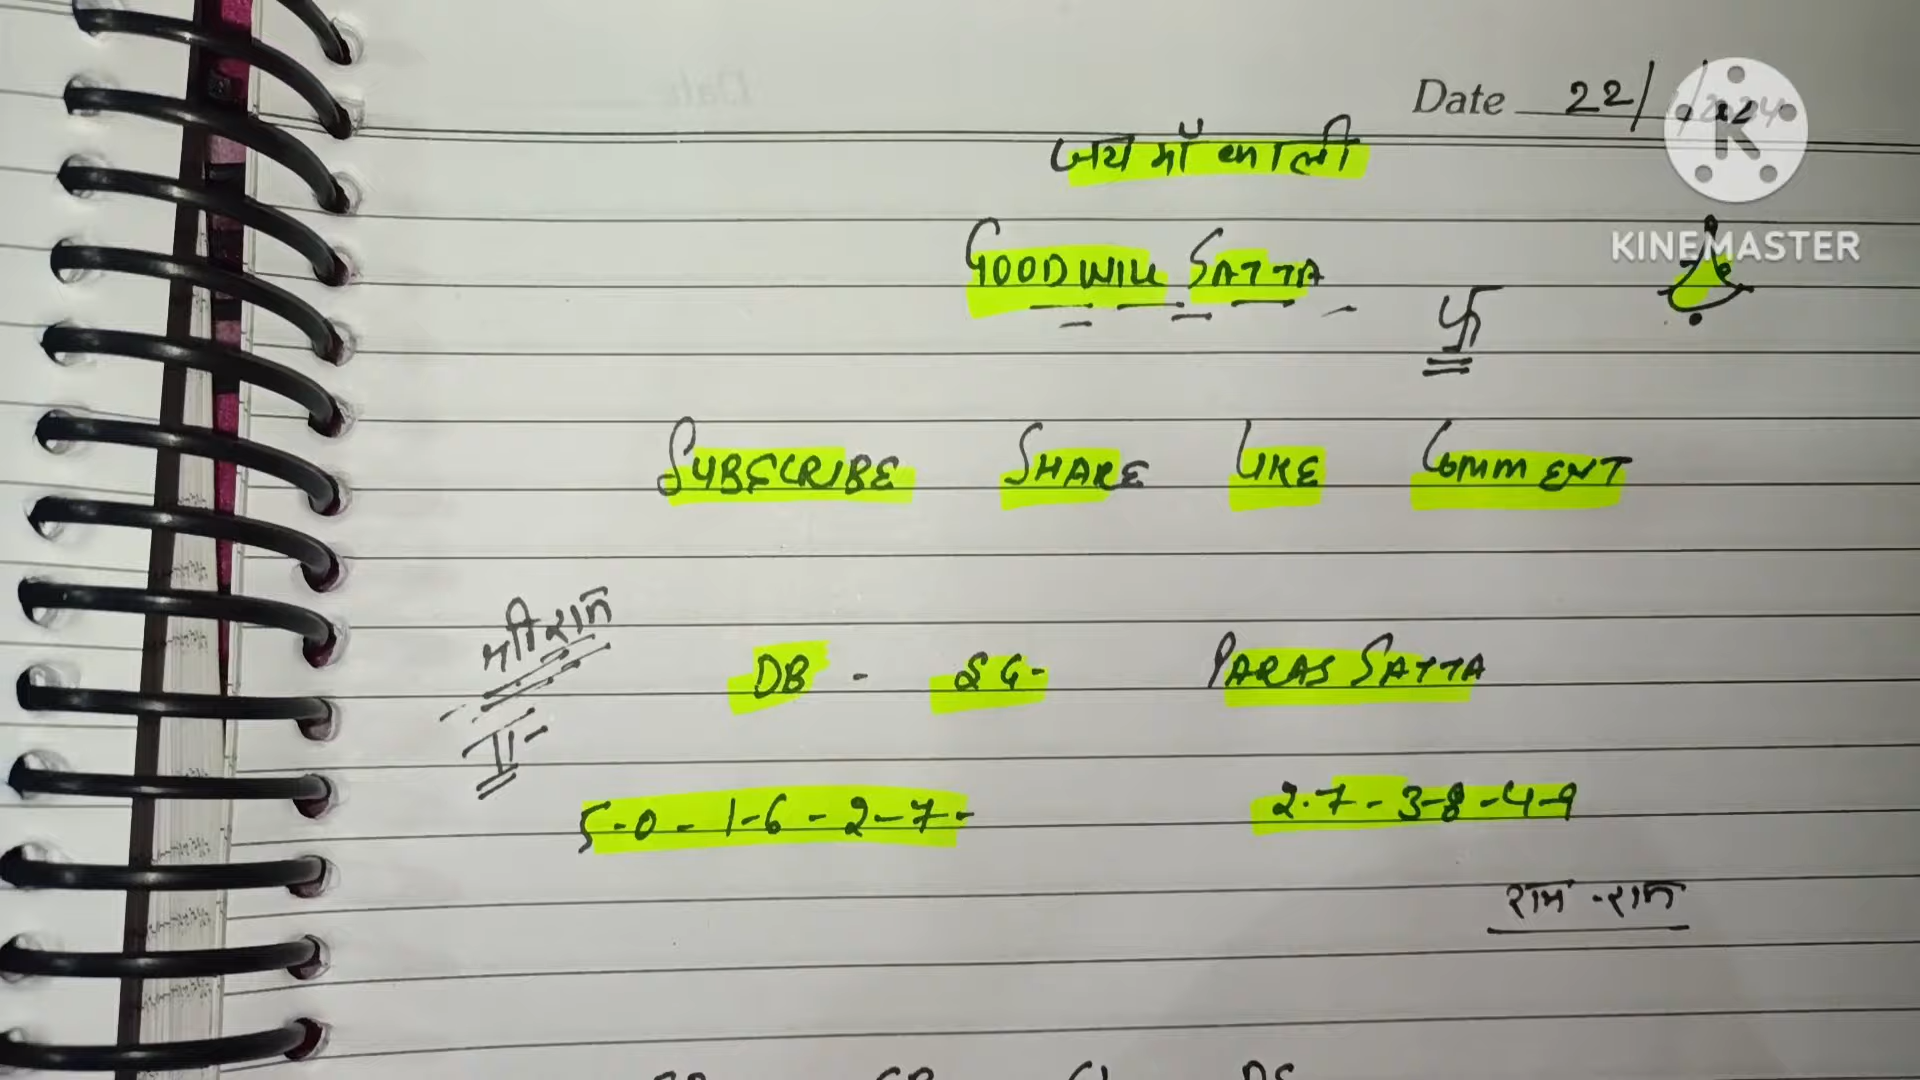 Date 22/
जय माँ काली
KINEMASTER
GOODWILL SATTA
SUBSCRIBE SHARE LIKE COMMENT
DB - SG- PARAS SATTA
5-0-1-6-2-7- 2.7-3-8-4-9
राम-राम